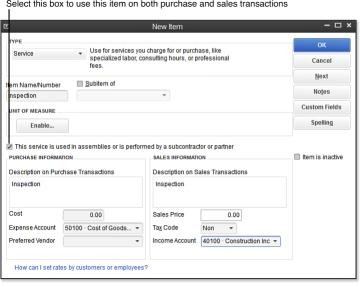 Select this box to use this item on both purchase and sales transactions
New Item
TYPE
Service
Use for services you charge for or purchase, like
specialized labor, consulting hours, or professional
fees.
OK
Cancel
Next
Notes
Custom Fields
Spelling
Item Name/Number
Subitem of
Inspection
UNIT OF MEASURE
Enable...
This service is used in assemblies or is performed by a subcontractor or partner
Item is inactive
PURCHASE INFORMATION
SALES INFORMATION
Description on Purchase Transactions
Description on Sales Transactions
Inspection
Inspection
Cost 0.00
Sales Price 0.00
Expense Account 50100 · Cost of Goods...
Tax Code Non
Preferred Vendor
Income Account 40100 · Construction Inc
How can I set rates by customers or employees?